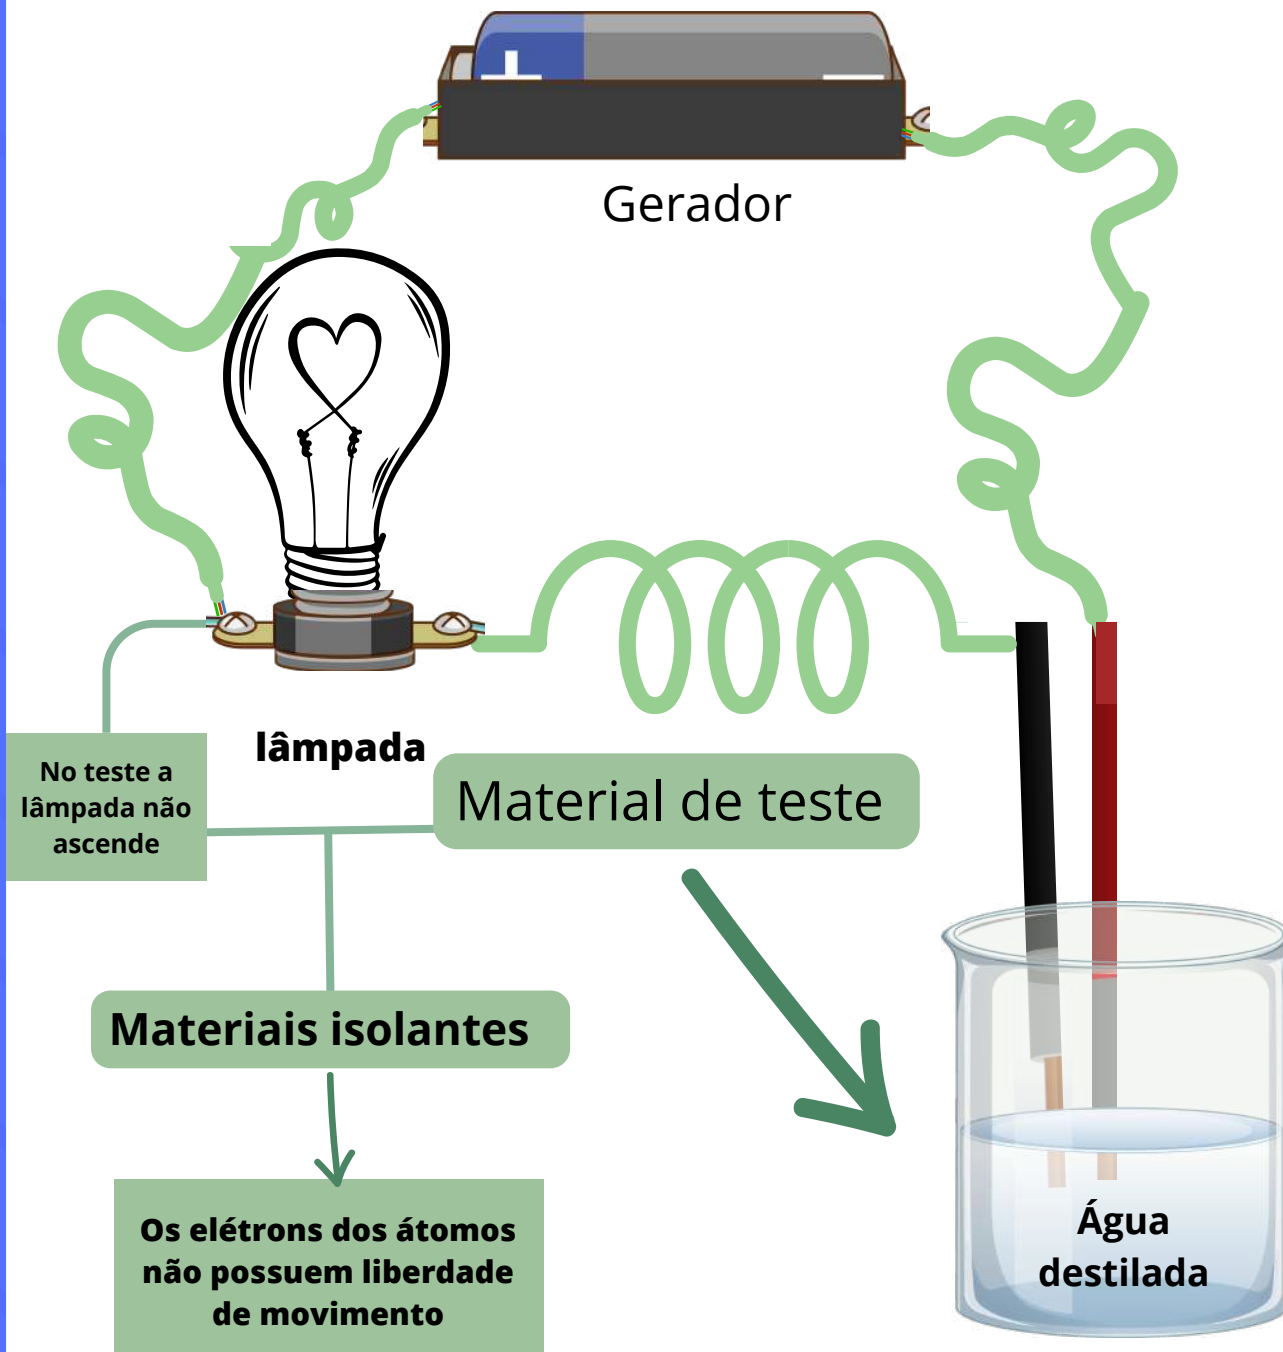 Gerador
lâmpada
No teste a
lâmpada não
ascende
Material de teste
Materiais isolantes
Os elétrons dos átomos
não possuem liberdade
de movimento
Água
destilada